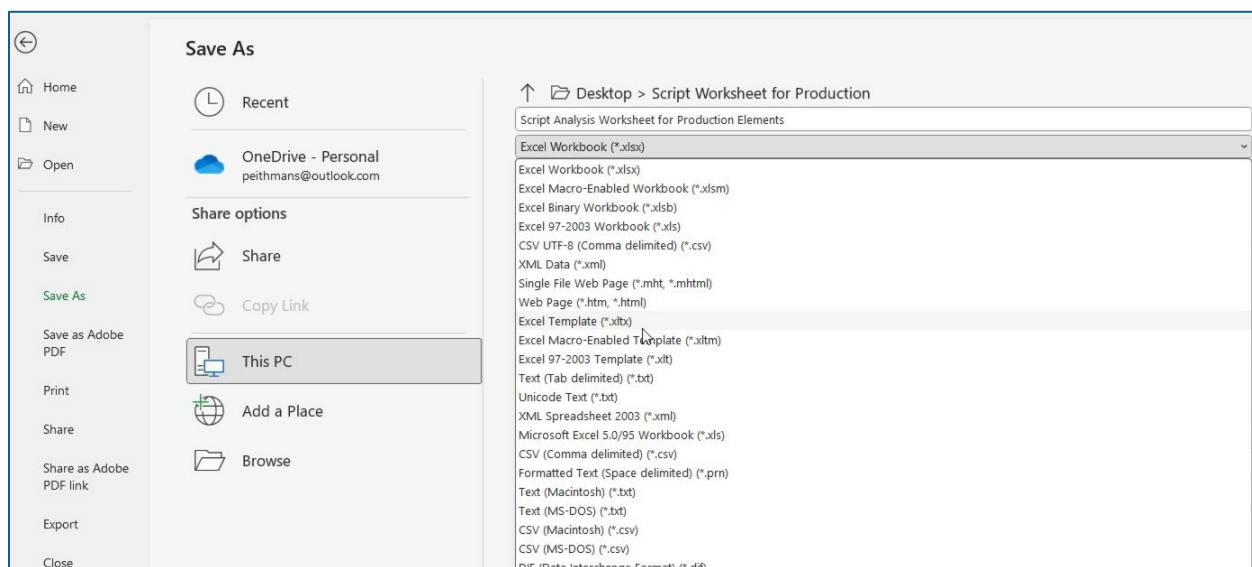 Home
New
Open
Info
Save
Save As
Save as Adobe
PDF
Print
Share
Share as Adobe
PDF link
Export
Close
Save As
Recent
OneDrive - Personal
peithmans@outlook.com
Share options
Share
Copy Link
This PC
Add a Place
Browse
Desktop > Script Worksheet for Production
Script Analysis Worksheet for Production Elements
Excel Workbook (*.xlsx)
Excel Workbook (*.xlsx)
Excel Macro-Enabled Workbook (*.xlsm)
Excel Binary Workbook (*.xlsb)
Excel 97-2003 Workbook (*.xls)
CSV UTF-8 (Comma delimited) (*.csv)
XML Data (*.xml)
Single File Web Page (*.mht, *.mhtml)
Web Page (*.htm, *.html)
Excel Template (*.xltx)
Excel Macro-Enabled Template (*.xltm)
Excel 97-2003 Template (*.xlt)
Text (Tab delimited) (*.txt)
Unicode Text (*.txt)
XML Spreadsheet 2003 (*.xml)
Microsoft Excel 5.0/95 Workbook (*.xls)
CSV (Comma delimited) (*.csv)
Formatted Text (Space delimited) (*.prn)
Text (Macintosh) (*.txt)
Text (MS-DOS) (*.txt)
CSV (Macintosh) (*.csv)
CSV (MS-DOS) (*.csv)
DIF (Data Interchange Format) (*.dif)